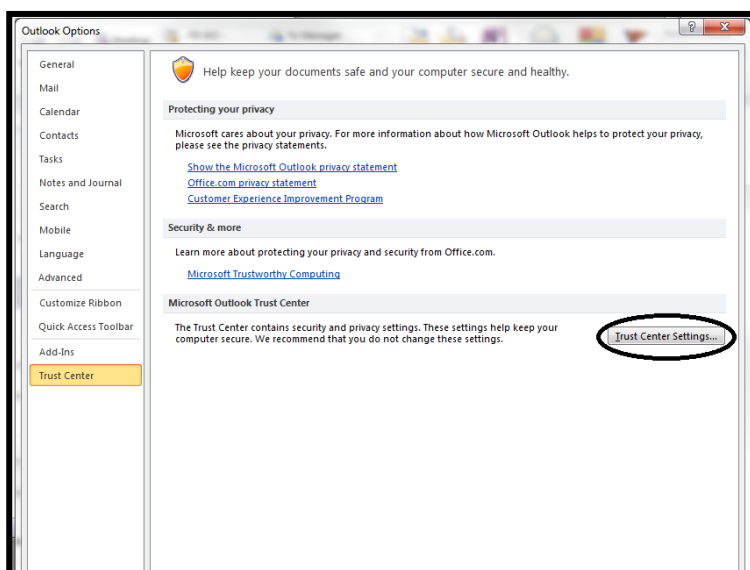 Outlook Options
?
X
General
Mail
Calendar
Contacts
Tasks
Notes and Journal
Search
Mobile
Language
Advanced
Customize Ribbon
Quick Access Toolbar
Add-Ins
Trust Center
Help keep your documents safe and your computer secure and healthy.
Protecting your privacy
Microsoft cares about your privacy. For more information about how Microsoft Outlook helps to protect your privacy,
please see the privacy statements.
Show the Microsoft Outlook privacy statement
Office.com privacy statement
Customer Experience Improvement Program
Security & more
Learn more about protecting your privacy and security from Office.com.
Microsoft Trustworthy Computing
Microsoft Outlook Trust Center
The Trust Center contains security and privacy settings. These settings help keep your
computer secure. We recommend that you do not change these settings.
Trust Center Settings...